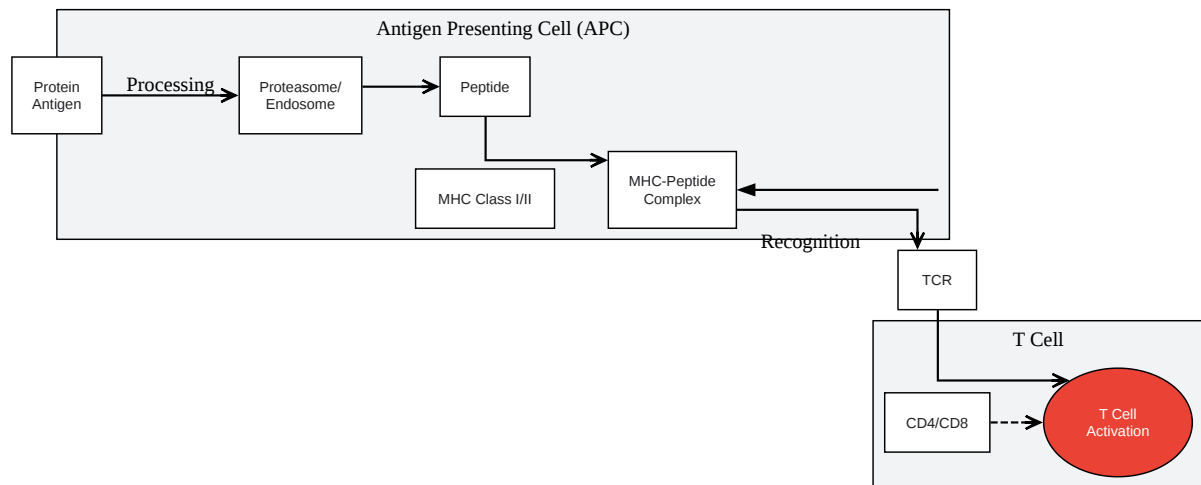 Antigen Presenting Cell (APC)
Protein
Antigen
Processing
Proteasome/
Endosome
Peptide
MHC Class I/II
MHC-Peptide
Complex
Recognition
TCR
T Cell
CD4/CD8
T Cell
Activation